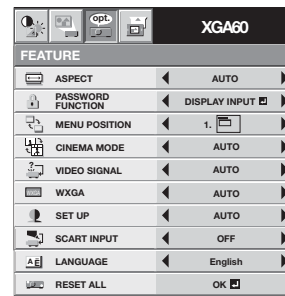 opt.
XGA60
FEATURE
ASPECT AUTO
PASSWORD FUNCTION DISPLAY INPUT
MENU POSITION 1.
CINEMA MODE AUTO
VIDEO SIGNAL AUTO
WXGA AUTO
SET UP AUTO
SCART INPUT OFF
LANGUAGE English
RESET ALL OK